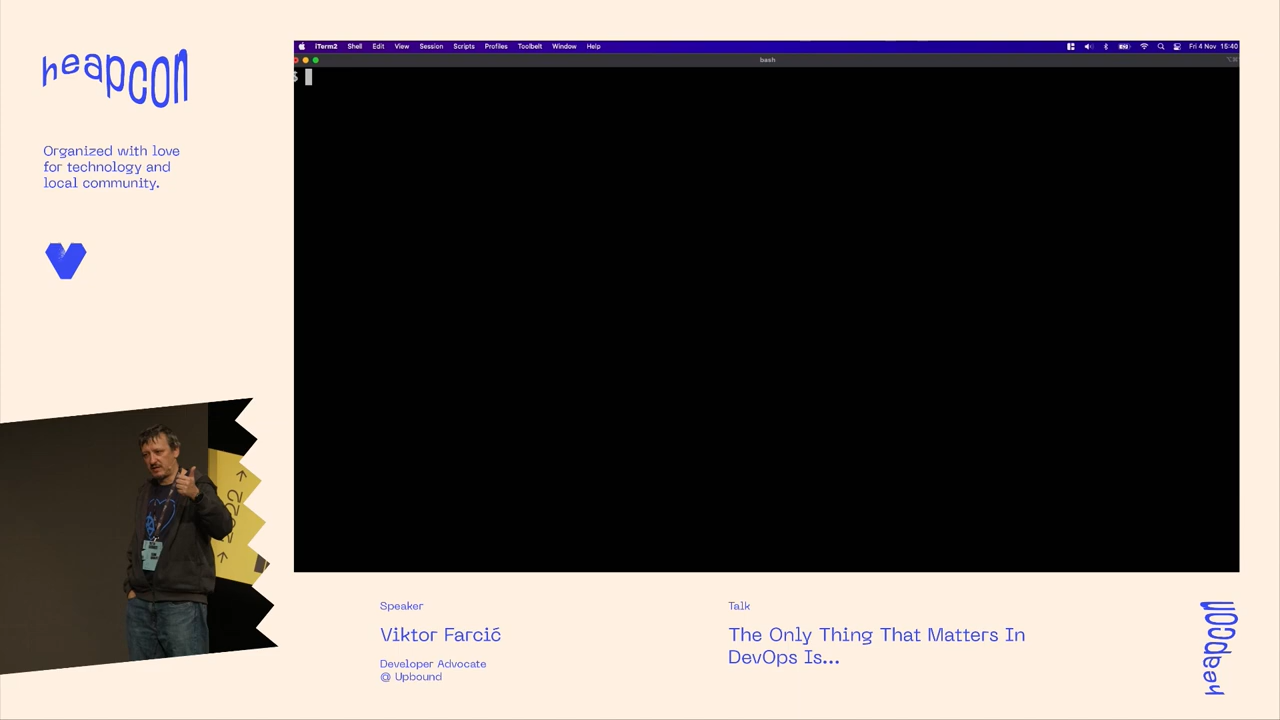 heapcon
Organized with love
for technology and
local community.
iTerm2 Shell Edit View Session Scripts Profiles Toolbelt Window Help
Fri 4 Nov 15:40
bash
$
Speaker
Viktor Farcić
Developer Advocate
@ Upbound
Talk
The Only Thing That Matters In
DevOps Is...
heapcon